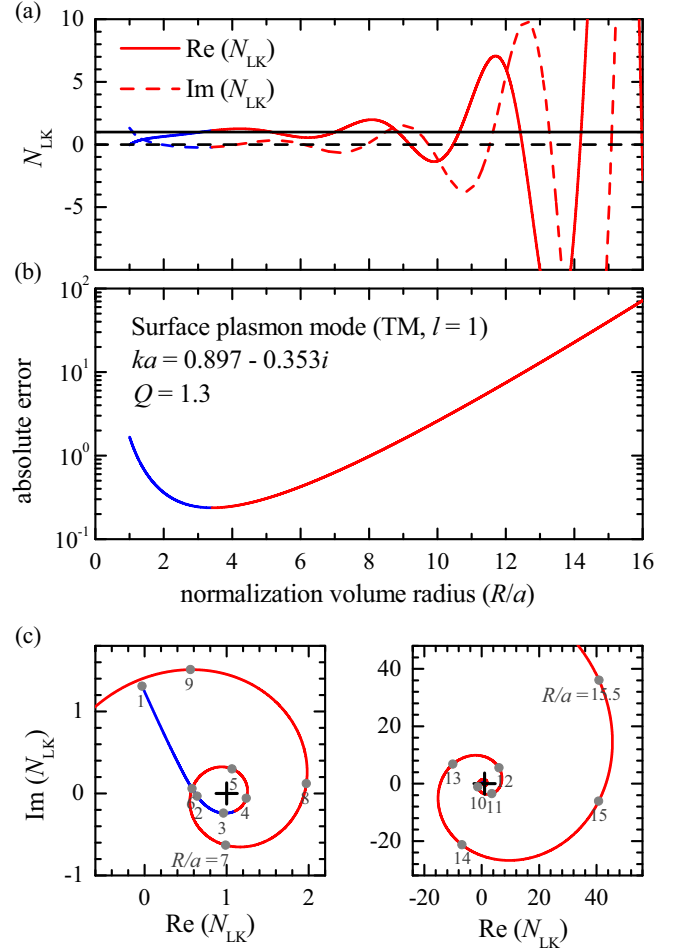 (a)
10
5
0
-5
N_LK
Re (N_LK)
Im (N_LK)
(b)
10^2
10^1
10^0
10^-1
absolute error
Surface plasmon mode (TM, l = 1)
ka = 0.897 - 0.353i
Q = 1.3
0 2 4 6 8 10 12 14 16
normalization volume radius (R/a)
(c)
1
0
-1
Im (N_LK)
1
9
5
6
2
4
8
3
R/a = 7
0 1 2
Re (N_LK)
40
20
0
-20
R/a = 15.5
13
12
10
11
15
14
-20 0 20 40
Re (N_LK)